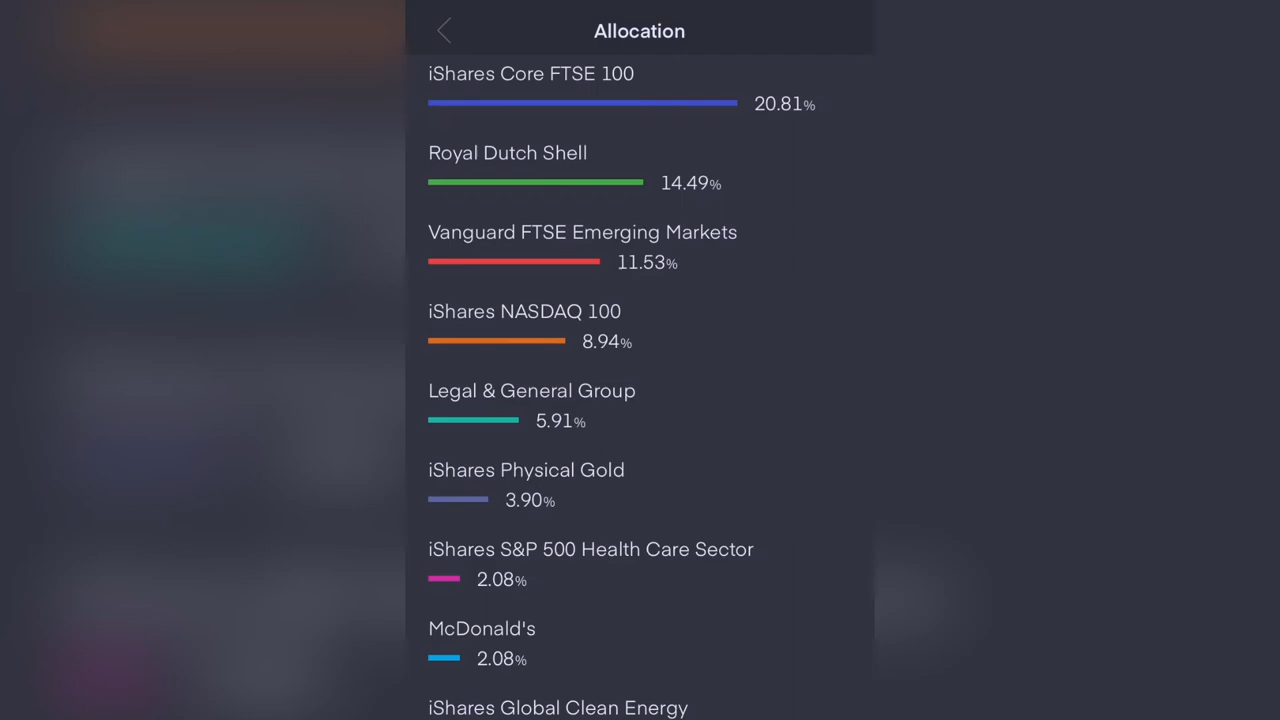 Allocation
iShares Core FTSE 100
20.81%
Royal Dutch Shell
14.49%
Vanguard FTSE Emerging Markets
11.53%
iShares NASDAQ 100
8.94%
Legal & General Group
5.91%
iShares Physical Gold
3.90%
iShares S&P 500 Health Care Sector
2.08%
McDonald's
2.08%
iShares Global Clean Energy